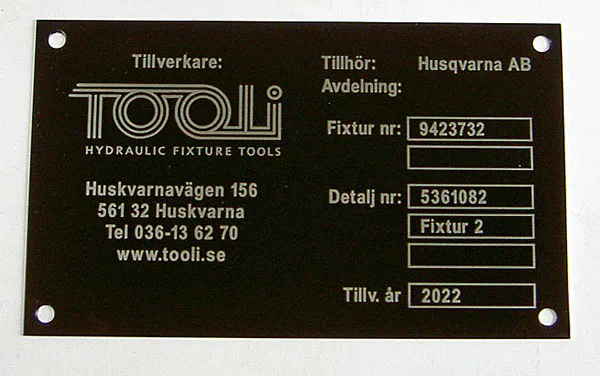 Tillverkare:
TOOLi
HYDRAULIC FIXTURE TOOLS
Huskvarnavägen 156
561 32 Huskvarna
Tel 036-13 62 70
www.tooli.se
Tillhör: Husqvarna AB
Avdelning:
Fixtur nr: 9423732
Detalj nr: 5361082
Fixtur 2
Tillv. år 2022